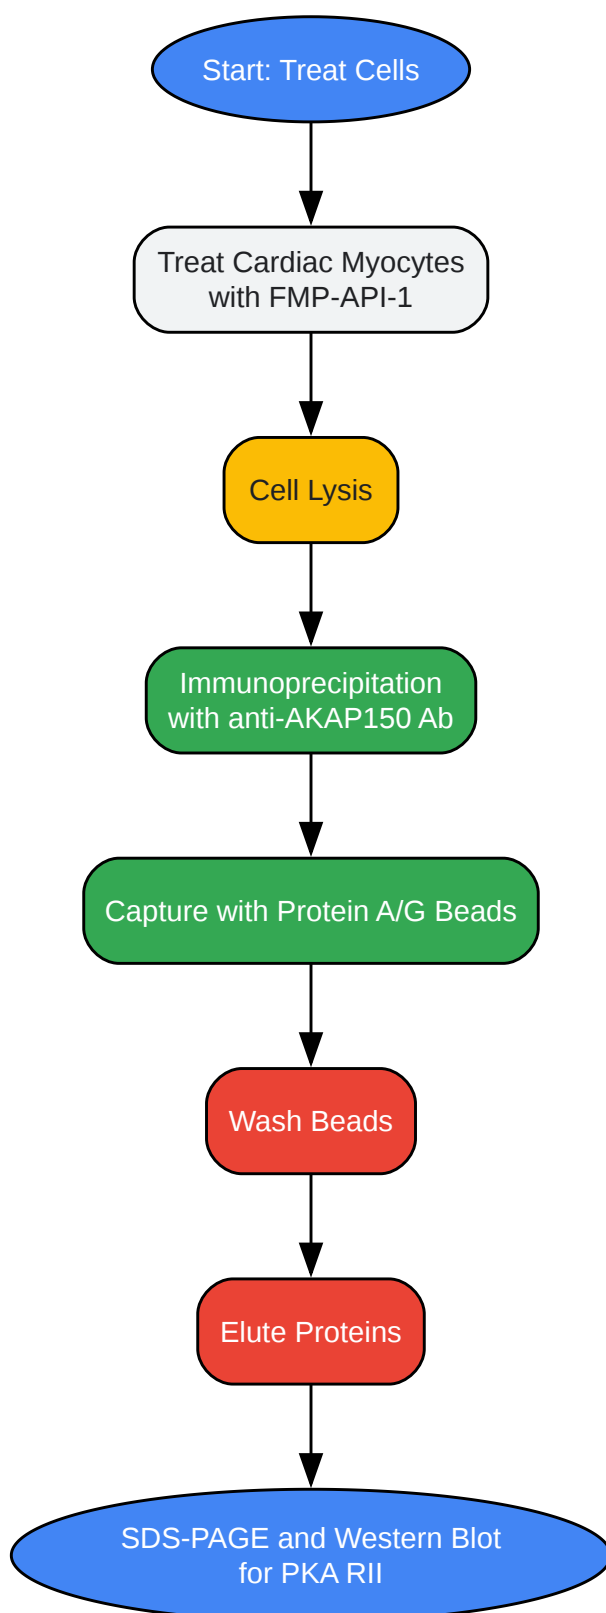 Start: Treat Cells
Treat Cardiac Myocytes
with FMP-API-1
Cell Lysis
Immunoprecipitation
with anti-AKAP150 Ab
Capture with Protein A/G Beads
Wash Beads
Elute Proteins
SDS-PAGE and Western Blot
for PKA RII